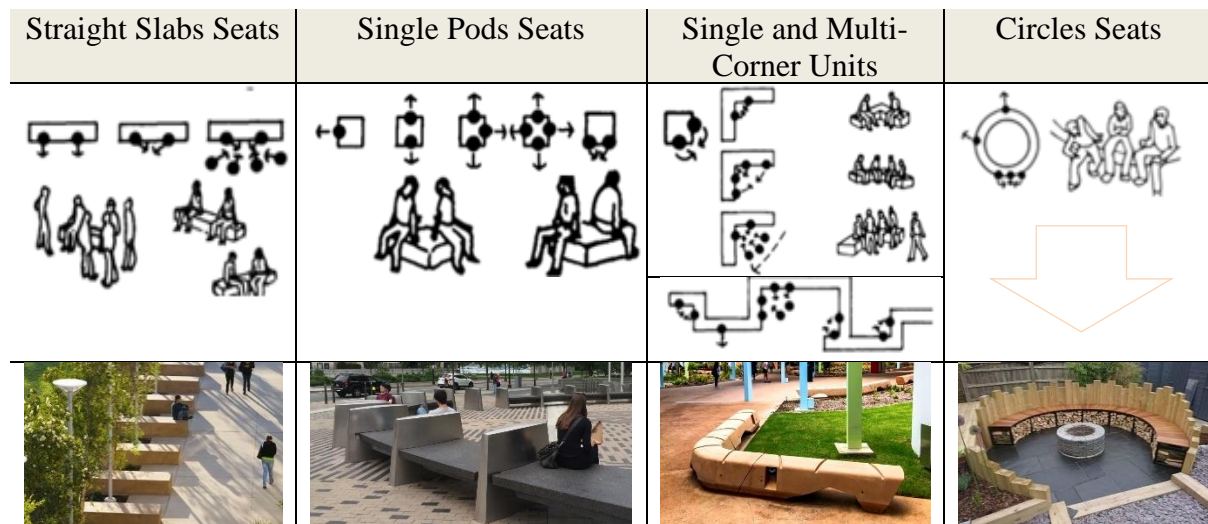 Straight Slabs Seats
Single Pods Seats
Single and Multi-
Corner Units
Circles Seats